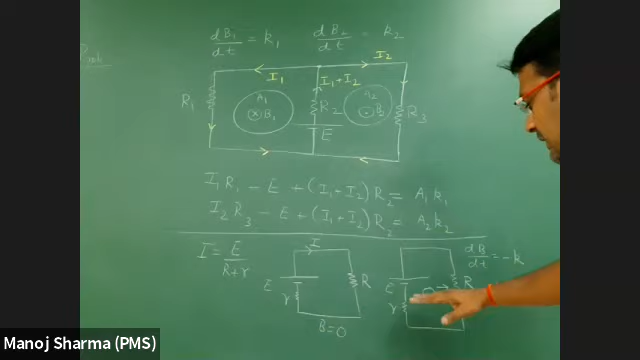 Prob
dB₁/dt = k₁    dB₂/dt = k₂
I₂
I₁    I₁+I₂
R₁    A₁    ⊗B₁    R₂    A₂    ⊙B₂    R₃
E
I₁R₁ - E + (I₁+I₂)R₂ = A₁k₁
I₂R₃ - E + (I₁+I₂)R₂ = A₂k₂
I = E/(R+r)    I    dB/dt = -k
E    R    E    R
r    r
B=0
Manoj Sharma (PMS)